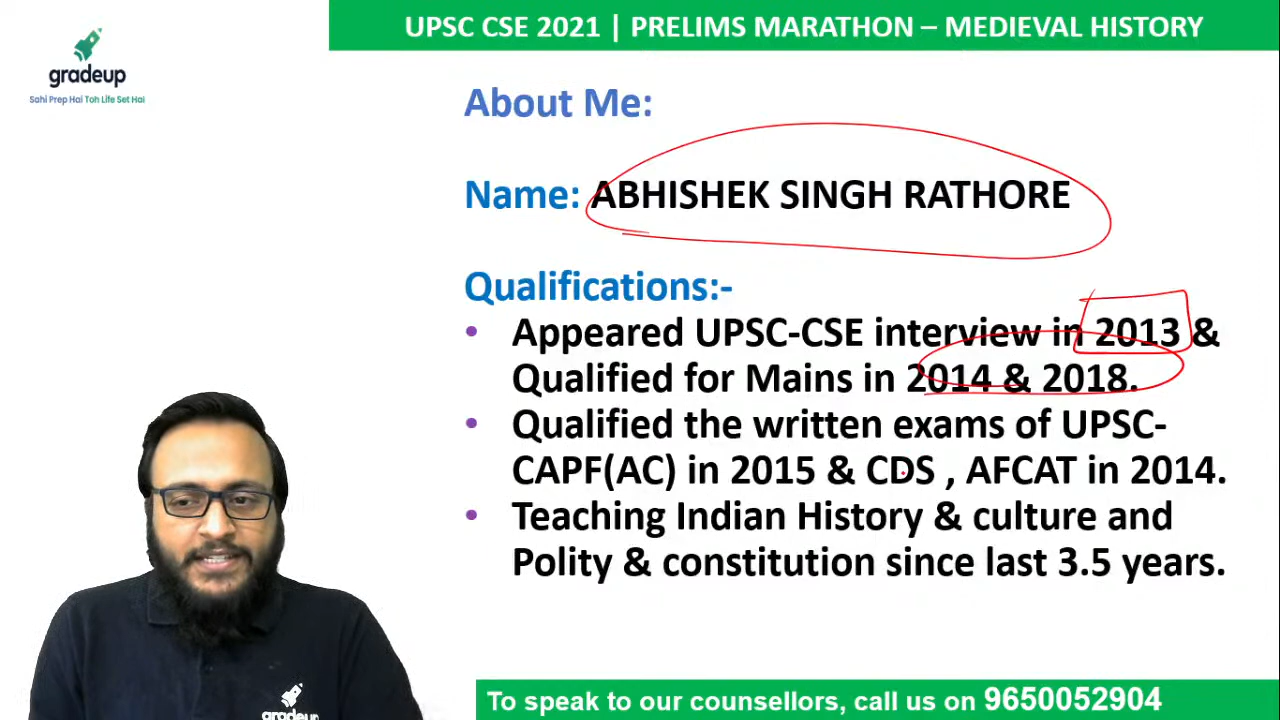 UPSC CSE 2021 | PRELIMS MARATHON – MEDIEVAL HISTORY
gradeup
Sahi Prep Hai Toh Life Set Hai
About Me:
Name: ABHISHEK SINGH RATHORE
Qualifications:-
• Appeared UPSC-CSE interview in 2013 &
Qualified for Mains in 2014 & 2018.
• Qualified the written exams of UPSC-
CAPF(AC) in 2015 & CDS , AFCAT in 2014.
• Teaching Indian History & culture and
Polity & constitution since last 3.5 years.
gradeup
To speak to our counsellors, call us on 9650052904